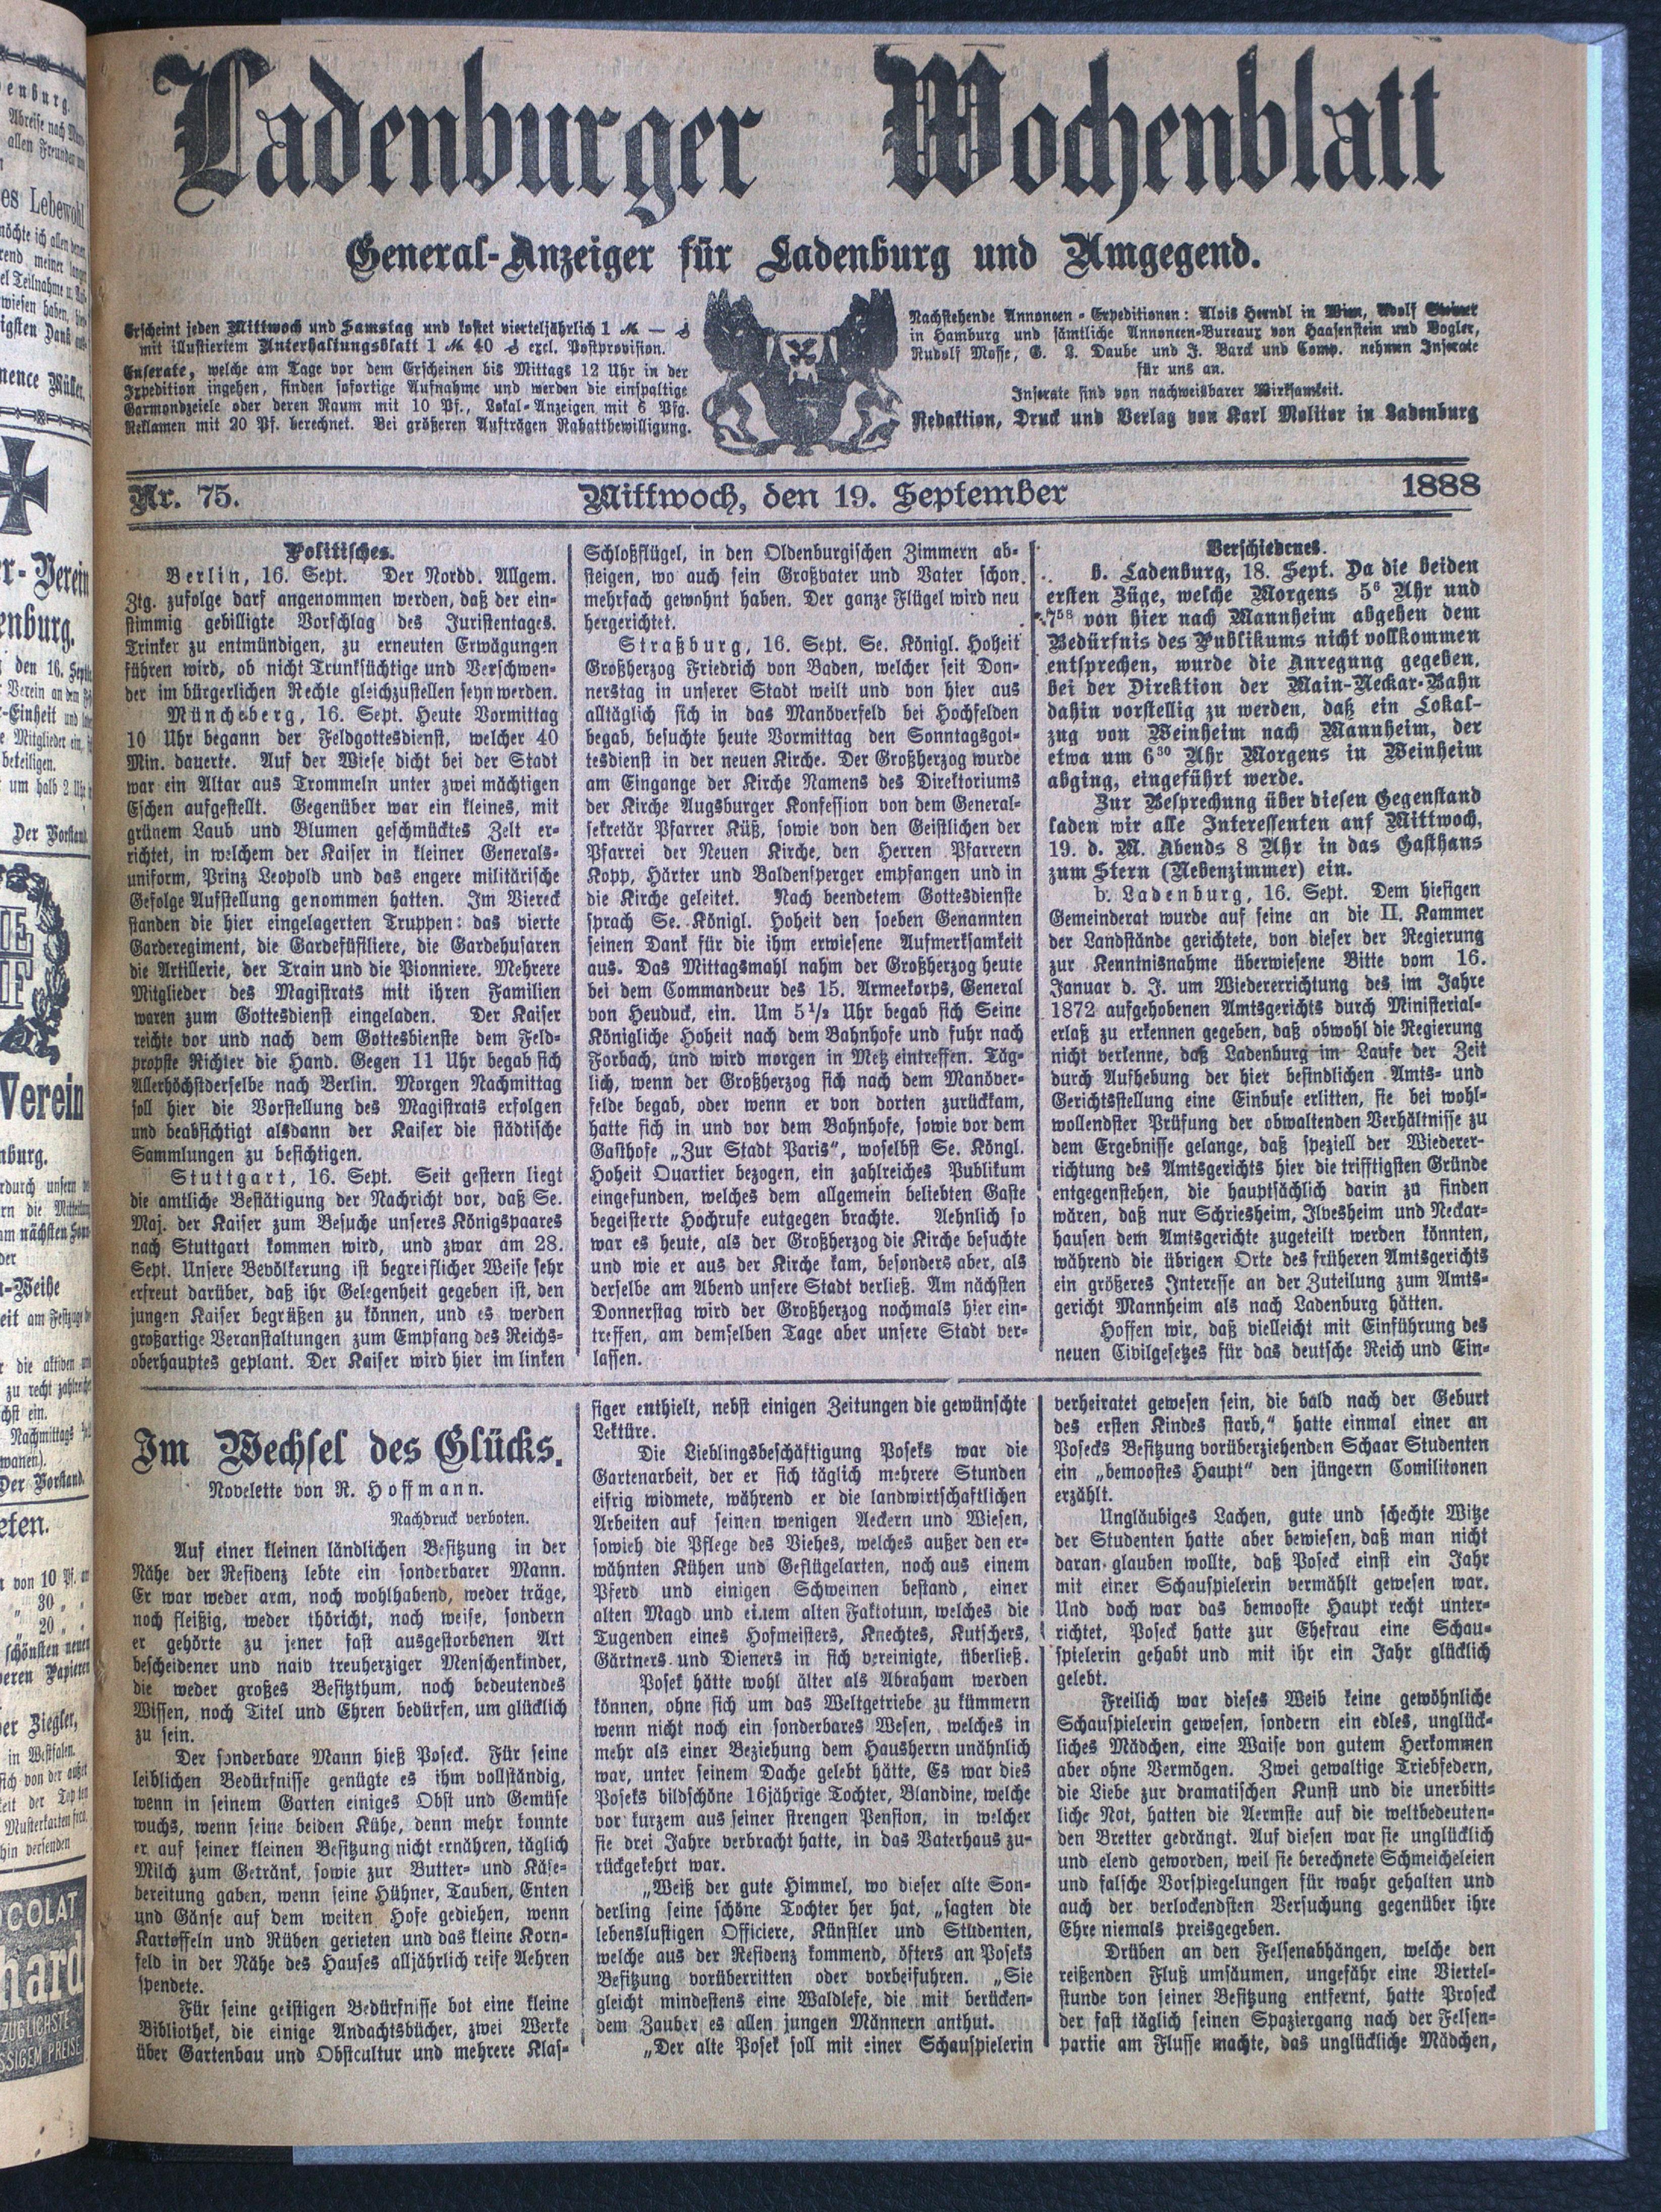 Ladenburger Wochenblatt
General-Anzeiger für Ladenburg und Umgegend.
Erscheint jeden Mittwoch und Samstag und kostet vierteljährlich 1 M. —
mit illustiertem Unterhaltungsblatt 1 M. 40 excl. Postprovision.
Inserate, welche am Tage vor dem Erscheinen bis Mittags 12 Uhr in der
Expedition ingehen, finden sofortige Aufnahme und werden die einspaltige
Garmondzeile oder deren Raum mit 10 Pf., Lokal-Anzeigen mit 6 Pfg.
Reklamen mit 20 Pf. berechnet. Bei größeren Aufträgen Rabattbewilligung.
Nachstehende Annoncen-Expeditionen: Alois Herndl in Wien, Adolf Steiner
in Hamburg und sämtliche Annoncen-Bureaux von Haasenstein und Vogler,
Rudolf Mosse, G. L. Daube und J. Barck und Comp. nehmen Inserate
für uns an.
Inserate sind von nachweisbarer Wirksamkeit.
Redaktion, Druck und Verlag von Karl Molitor in Ladenburg
Nr. 75. Mittwoch, den 19. September 1888
Politisches.
Berlin, 16. Sept. Der Nordd. Allgem.
Ztg. zufolge darf angenommen werden, daß der ein-
stimmig gebilligte Vorschlag des Juristentages.
Trinker zu entmündigen, zu erneuten Erwägungen
führen wird, ob nicht Trunksüchtige und Verschwen-
der im bürgerlichen Rechte gleichzustellen seyn werden.
Müncheberg, 16. Sept. Heute Vormittag
10 Uhr begann der Feldgottesdienst, welcher 40
Min. dauerte. Auf der Wiese dicht bei der Stadt
war ein Altar aus Trommeln unter zwei mächtigen
Eschen aufgestellt. Gegenüber war ein kleines, mit
grünem Laub und Blumen geschmücktes Zelt er-
richtet, in welchem der Kaiser in kleiner Generals-
uniform, Prinz Leopold und das engere militärische
Gefolge Aufstellung genommen hatten. Im Viereck
standen die hier eingelagerten Truppen: das vierte
Garderegiment, die Gardefüsiliere, die Gardehusaren
die Artillerie, der Train und die Pionniere. Mehrere
Mitglieder des Magistrats mit ihren Familien
waren zum Gottesdienst eingeladen. Der Kaiser
reichte vor und nach dem Gottesbienste dem Feld-
propste Richter die Hand. Gegen 11 Uhr begab sich
Allerhöchstderselbe nach Berlin. Morgen Nachmittag
soll hier die Vorstellung des Magistrats erfolgen
und beabsichtigt alsdann der Kaiser die städtische
Sammlungen zu besichtigen.
Stuttgart, 16. Sept. Seit gestern liegt
die amtliche Bestätigung der Nachricht vor, daß Se.
Maj. der Kaiser zum Besuche unseres Königspaares
nach Stuttgart kommen wird, und zwar am 28.
Sept. Unsere Bevölkerung ist begreiflicher Weise sehr
erfreut darüber, daß ihr Gelegenheit gegeben ist, den
jungen Kaiser begrüßen zu können, und es werden
großartige Veranstaltungen zum Empfang des Reichs-
oberhauptes geplant. Der Kaiser wird hier im linken
Schloßflügel, in den Oldenburgischen Zimmern ab-
steigen, wo auch sein Großvater und Vater schon
mehrfach gewohnt haben. Der ganze Flügel wird neu
hergerichtet.
Straßburg, 16. Sept. Se. Königl. Hoheit
Großherzog Friedrich von Baden, welcher seit Don-
nerstag in unserer Stadt weilt und von hier aus
alltäglich sich in das Manöverfeld bei Hochfelden
begab, besuchte heute Vormittag den Sonntagsgot-
tesdienst in der neuen Kirche. Der Großherzog wurde
am Eingange der Kirche Namens des Direktoriums
der Kirche Augsburger Konfession von dem General-
sekretär Pfarrer Küß, sowie von den Geistlichen der
Pfarrei der Neuen Kirche, den Herren Pfarrern
Kopp, Härter und Baldensperger empfangen und in
die Kirche geleitet. Nach beendetem Gottesdienste
sprach Se. Königl. Hoheit den soeben Genannten
seinen Dank für die ihm erwiesene Aufmerksamkeit
aus. Das Mittagsmahl nahm der Großherzog heute
bei dem Commandeur des 15. Armeekorps, General
von Heuduck, ein. Um 5½ Uhr begab sich Seine
Königliche Hoheit nach dem Bahnhofe und fuhr nach
Forbach, und wird morgen in Metz eintreffen. Täg-
lich, wenn der Großherzog sich nach dem Manöver-
felde begab, oder wenn er von dorten zurückkam,
hatte sich in und vor dem Bahnhofe, sowie vor dem
Gasthofe „Zur Stadt Paris“, woselbst Se. Köngl.
Hoheit Quartier bezogen, ein zahlreiches Publikum
eingefunden, welches dem allgemein beliebten Gaste
begeisterte Hochrufe eutgegen brachte. Aehnlich so
war es heute, als der Großherzog die Kirche besuchte
und wie er aus der Kirche kam, besonders aber, als
derselbe am Abend unsere Stadt verließ. Am nächsten
Donnerstag wird der Großherzog nochmals hier ein-
treffen, am demselben Tage aber unsere Stadt ver-
lassen.
Verschiedenes.
b. Ladenburg, 18. Sept. Da die beiden
ersten Züge, welche Morgens 5⁶ Uhr und
7⁵⁸ von hier nach Mannheim abgehen dem
Bedürfnis des Publikums nicht vollkommen
entsprechen, wurde die Anregung gegeben,
bei der Direktion der Main-Neckar-Bahn
dahin vorstellig zu werden, daß ein Lokal-
zug von Weinheim nach Mannheim, der
etwa um 6³⁰ Uhr Morgens in Weinheim
abging, eingeführt werde.
Zur Besprechung über diesen Gegenstand
laden wir alle Interessenten auf Mittwoch,
19. d. M. Abends 8 Uhr in das Gasthaus
zum Stern (Nebenzimmer) ein.
b. Ladenburg, 16. Sept. Dem hiesigen
Gemeinderat wurde auf seine an die II. Kammer
der Landstände gerichtete, von dieser der Regierung
zur Kenntnisnahme überwiesene Bitte vom 16.
Januar d. J. um Wiedererrichtung des im Jahre
1872 aufgehobenen Amtsgerichts durch Ministerial-
erlaß zu erkennen gegeben, daß obwohl die Regierung
nicht verkenne, daß Ladenburg im Laufe der Zeit
durch Aufhebung der hier befindlichen Amts- und
Gerichtsstellung eine Einbuse erlitten, sie bei wohl-
wollendster Prüfung der obwaltenden Verhältnisse zu
dem Ergebnisse gelange, daß speziell der Wiederer-
richtung des Amtsgerichts hier die trifftigsten Gründe
entgegenstehen, die hauptsächlich darin zu finden
wären, daß nur Schriesheim, Ilvesheim und Neckar-
hausen dem Amtsgerichte zugeteilt werden könnten,
während die übrigen Orte des früheren Amtsgerichts
ein größeres Interesse an der Zuteilung zum Amts-
gericht Mannheim als nach Ladenburg hätten.
Hoffen wir, daß vielleicht mit Einführung des
neuen Civilgesetzes für das deutsche Reich und Ein-
Im Wechsel des Glücks.
Novelette von R. Hoffmann.
Nachdruck verboten.
Auf einer kleinen ländlichen Besitzung in der
Nähe der Residenz lebte ein sonderbarer Mann.
Er war weder arm, noch wohlhabend, weder träge,
noch fleißig, weder thöricht, noch weise, sondern
er gehörte zu jener fast ausgestorbenen Art
bescheidener und naiv treuherziger Menschenkinder,
die weder großes Besitzthum, noch bedeutendes
Wissen, noch Titel und Ehren bedürfen, um glücklich
zu sein.
Der sonderbare Mann hieß Poseck. Für seine
leiblichen Bedürfnisse genügte es ihm vollständig,
wenn in seinem Garten einiges Obst und Gemüse
wuchs, wenn seine beiden Kühe, denn mehr konnte
er auf seiner kleinen Besitzung nicht ernähren, täglich
Milch zum Getränk, sowie zur Butter- und Käse-
bereitung gaben, wenn seine Hühner, Tauben, Enten
und Gänse auf dem weiten Hofe gediehen, wenn
Kartoffeln und Rüben gerieten und das kleine Korn-
feld in der Nähe des Hauses alljährlich reife Aehren
spendete.
Für seine geistigen Bedürfnisse bot eine kleine
Bibliothek, die einige Andachtsbücher, zwei Werke
über Gartenbau und Obstcultur und mehrere Klas-
siger enthielt, nebst einigen Zeitungen die gewünschte
Lektüre.
Die Lieblingsbeschäftigung Poseks war die
Gartenarbeit, der er sich täglich mehrere Stunden
eifrig widmete, während er die landwirtschaftlichen
Arbeiten auf seinen wenigen Aeckern und Wiesen,
sowieh die Pflege des Viehes, welches außer den er-
wähnten Kühen und Geflügelarten, noch aus einem
Pferd und einigen Schweinen bestand, einer
alten Magd und einem alten Faktotum, welches die
Tugenden eines Hofmeisters, Knechtes, Kutschers,
Gärtners und Dieners in sich vereinigte, überließ.
Posek hätte wohl älter als Abraham werden
können, ohne sich um das Weltgetriebe zu kümmern
wenn nicht noch ein sonderbares Wesen, welches in
mehr als einer Beziehung dem Hausherrn unähnlich
war, unter seinem Dache gelebt hätte, Es war dies
Poseks bildschöne 16jährige Tochter, Blandine, welche
vor kurzem aus seiner strengen Pension, in welcher
sie drei Jahre verbracht hatte, in das Vaterhaus zu-
rückgekehrt war.
„Weiß der gute Himmel, wo dieser alte Son-
derling seine schöne Tochter her hat, „sagten die
lebenslustigen Officiere, Künstler und Studenten,
welche aus der Residenz kommend, öfters an Poseks
Besitzung vorüberritten oder vorbeifuhren. „Sie
gleicht mindestens eine Waldlefe, die mit berücken-
dem Zauber es allen jungen Männern anthut.
„Der alte Posek soll mit einer Schauspielerin
verheiratet gewesen sein, die bald nach der Geburt
des ersten Kindes starb,“ hatte einmal einer an
Posecks Besitzung vorüberziehenden Schaar Studenten
ein „bemoostes Haupt“ den jüngern Comilitonen
erzählt.
Ungläubiges Lachen, gute und schechte Witze
der Studenten hatte aber bewiesen, daß man nicht
daran glauben wollte, daß Poseck einst ein Jahr
mit einer Schauspielerin vermählt gewesen war.
Und doch war das bemooste Haupt recht unter-
richtet, Poseck hatte zur Ehefrau eine Schau-
spielerin gehabt und mit ihr ein Jahr glücklich
gelebt.
Freilich war dieses Weib keine gewöhnliche
Schauspielerin gewesen, sondern ein edles, unglück-
liches Mädchen, eine Waise von gutem Herkommen
aber ohne Vermögen. Zwei gewaltige Triebfedern,
die Liebe zur dramatischen Kunst und die unerbitt-
liche Not, hatten die Aermste auf die weltbedeuten-
den Bretter gedrängt. Auf diesen war sie unglücklich
und elend geworden, weil sie berechnete Schmeicheleien
und falsche Vorspiegelungen für wahr gehalten und
auch der verlockendsten Versuchung gegenüber ihre
Ehre niemals preisgegeben.
Drüben an den Felsenabhängen, welche den
reißenden Fluß umsäumen, ungefähr eine Viertel-
stunde von seiner Besitzung entfernt, hatte Proseck
der fast täglich seinen Spaziergang nach der Felsen-
partie am Flusse machte, das unglückliche Mädchen,